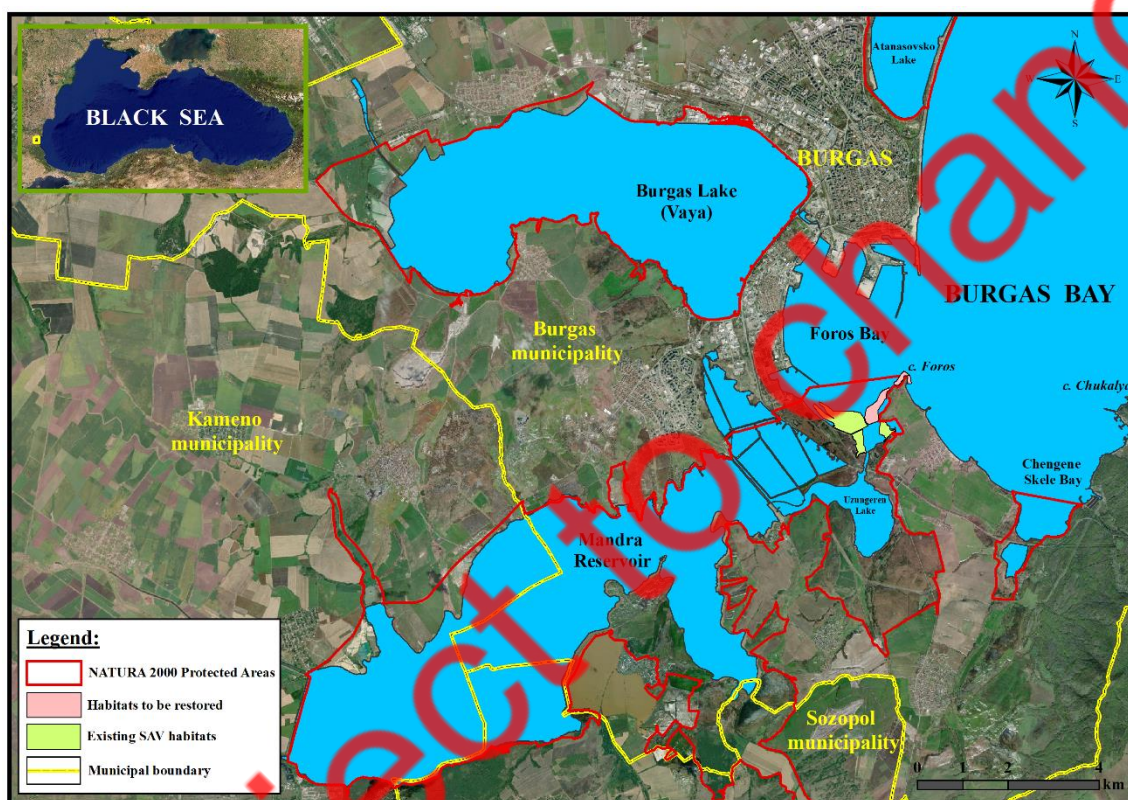 BLACK SEA
Atanasovsko
Lake
N
W
E
S
BURGAS
Burgas Lake
(Vaya)
BURGAS BAY
Foros Bay
c. Foros
c. Chukalya
Burgas
municipality
Kameno
municipality
Chengene
Skele Bay
Uzungeren
Lake
Mandra
Reservoir
Sozopol
municipality
Legend:
NATURA 2000 Protected Areas
Habitats to be restored
Existing SAV habitats
Municipal boundary
0 1 2 4
km
ject to chan